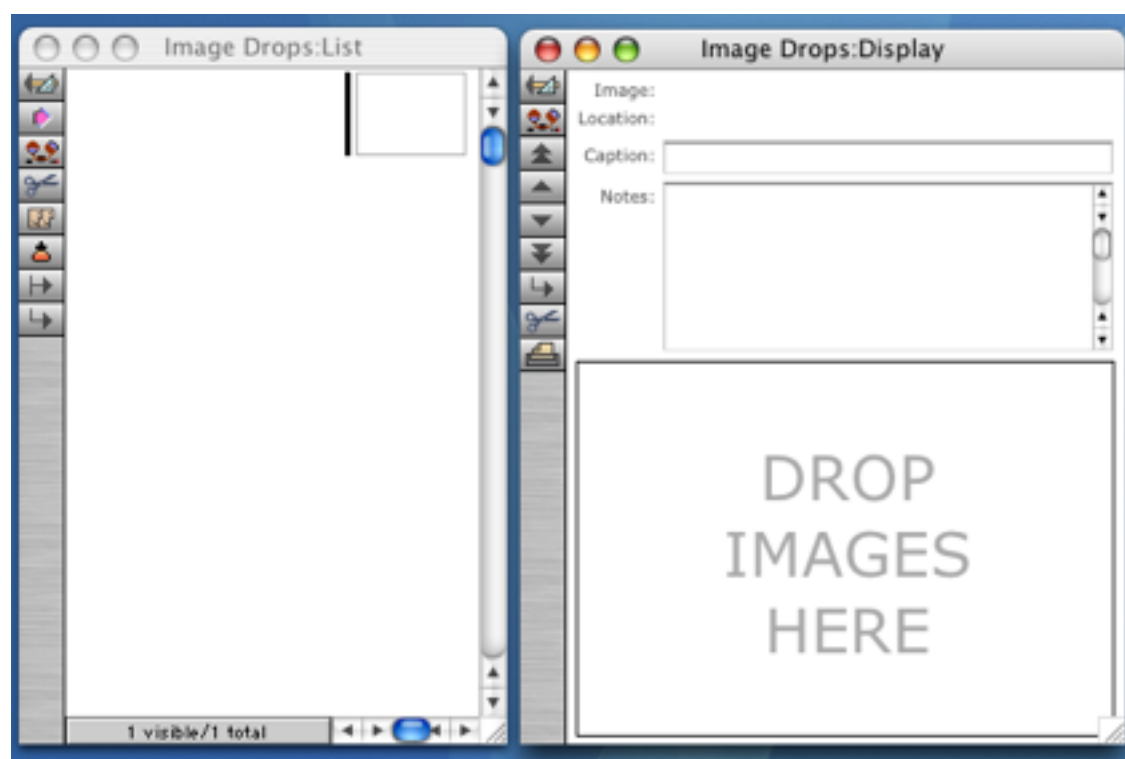 Image Drops:List
1 visible/1 total
Image Drops:Display
Image:
Location:
Caption:
Notes:
DROP
IMAGES
HERE